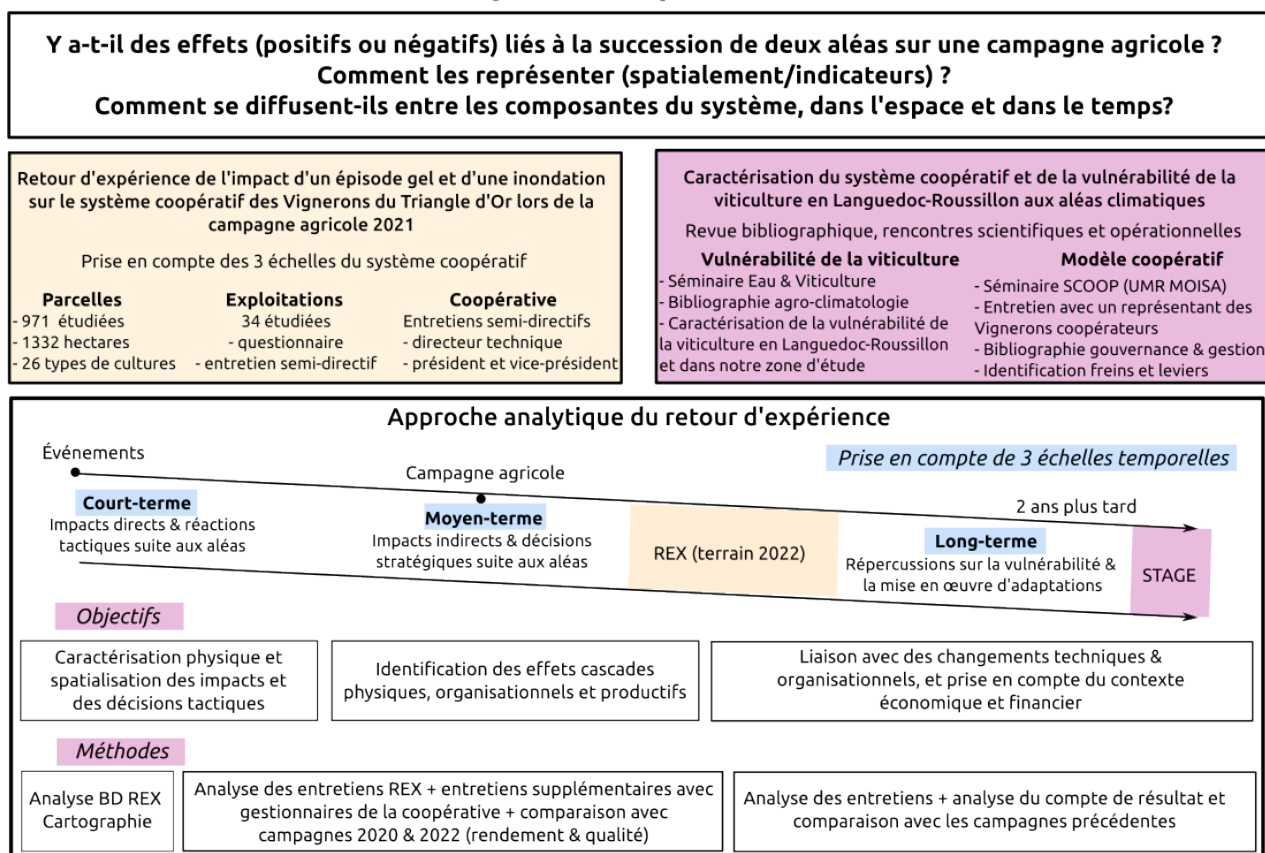 Y a-t-il des effets (positifs ou négatifs) liés à la succession de deux aléas sur une campagne agricole ?
Comment les représenter (spatialement/indicateurs) ?
Comment se diffusent-ils entre les composantes du système, dans l'espace et dans le temps?
Retour d'expérience de l'impact d'un épisode gel et d'une inondation
sur le système coopératif des Vignerons du Triangle d'Or lors de la
campagne agricole 2021
Prise en compte des 3 échelles du système coopératif
Parcelles
- 971 étudiées
- 1332 hectares
- 26 types de cultures
Exploitations
34 étudiées
- questionnaire
- entretien semi-directif
Coopérative
Entretiens semi-directifs
- directeur technique
- président et vice-président
Caractérisation du système coopératif et de la vulnérabilité de la
viticulture en Languedoc-Roussillon aux aléas climatiques
Revue bibliographique, rencontres scientifiques et opérationnelles
Vulnérabilité de la viticulture
- Séminaire Eau & Viticulture
- Bibliographie agro-climatologie
- Caractérisation de la vulnérabilité de
la viticulture en Languedoc-Roussillon
et dans notre zone d'étude
Modèle coopératif
- Séminaire SCOOP (UMR MOISA)
- Entretien avec un représentant des
Vignerons coopérateurs
- Bibliographie gouvernance & gestion
- Identification freins et leviers
Approche analytique du retour d'expérience
Événements
Prise en compte de 3 échelles temporelles
Campagne agricole
Court-terme
Impacts directs & réactions
tactiques suite aux aléas
Moyen-terme
Impacts indirects & décisions
stratégiques suite aux aléas
REX (terrain 2022)
2 ans plus tard
Long-terme
Répercussions sur la vulnérabilité &
la mise en œuvre d'adaptations
STAGE
Objectifs
Caractérisation physique et
spatialisation des impacts et
des décisions tactiques
Identification des effets cascades
physiques, organisationnels et productifs
Liaison avec des changements techniques &
organisationnels, et prise en compte du contexte
économique et financier
Méthodes
Analyse BD REX
Cartographie
Analyse des entretiens REX + entretiens supplémentaires avec
gestionnaires de la coopérative + comparaison avec
campagnes 2020 & 2022 (rendement & qualité)
Analyse des entretiens + analyse du compte de résultat et
comparaison avec les campagnes précédentes